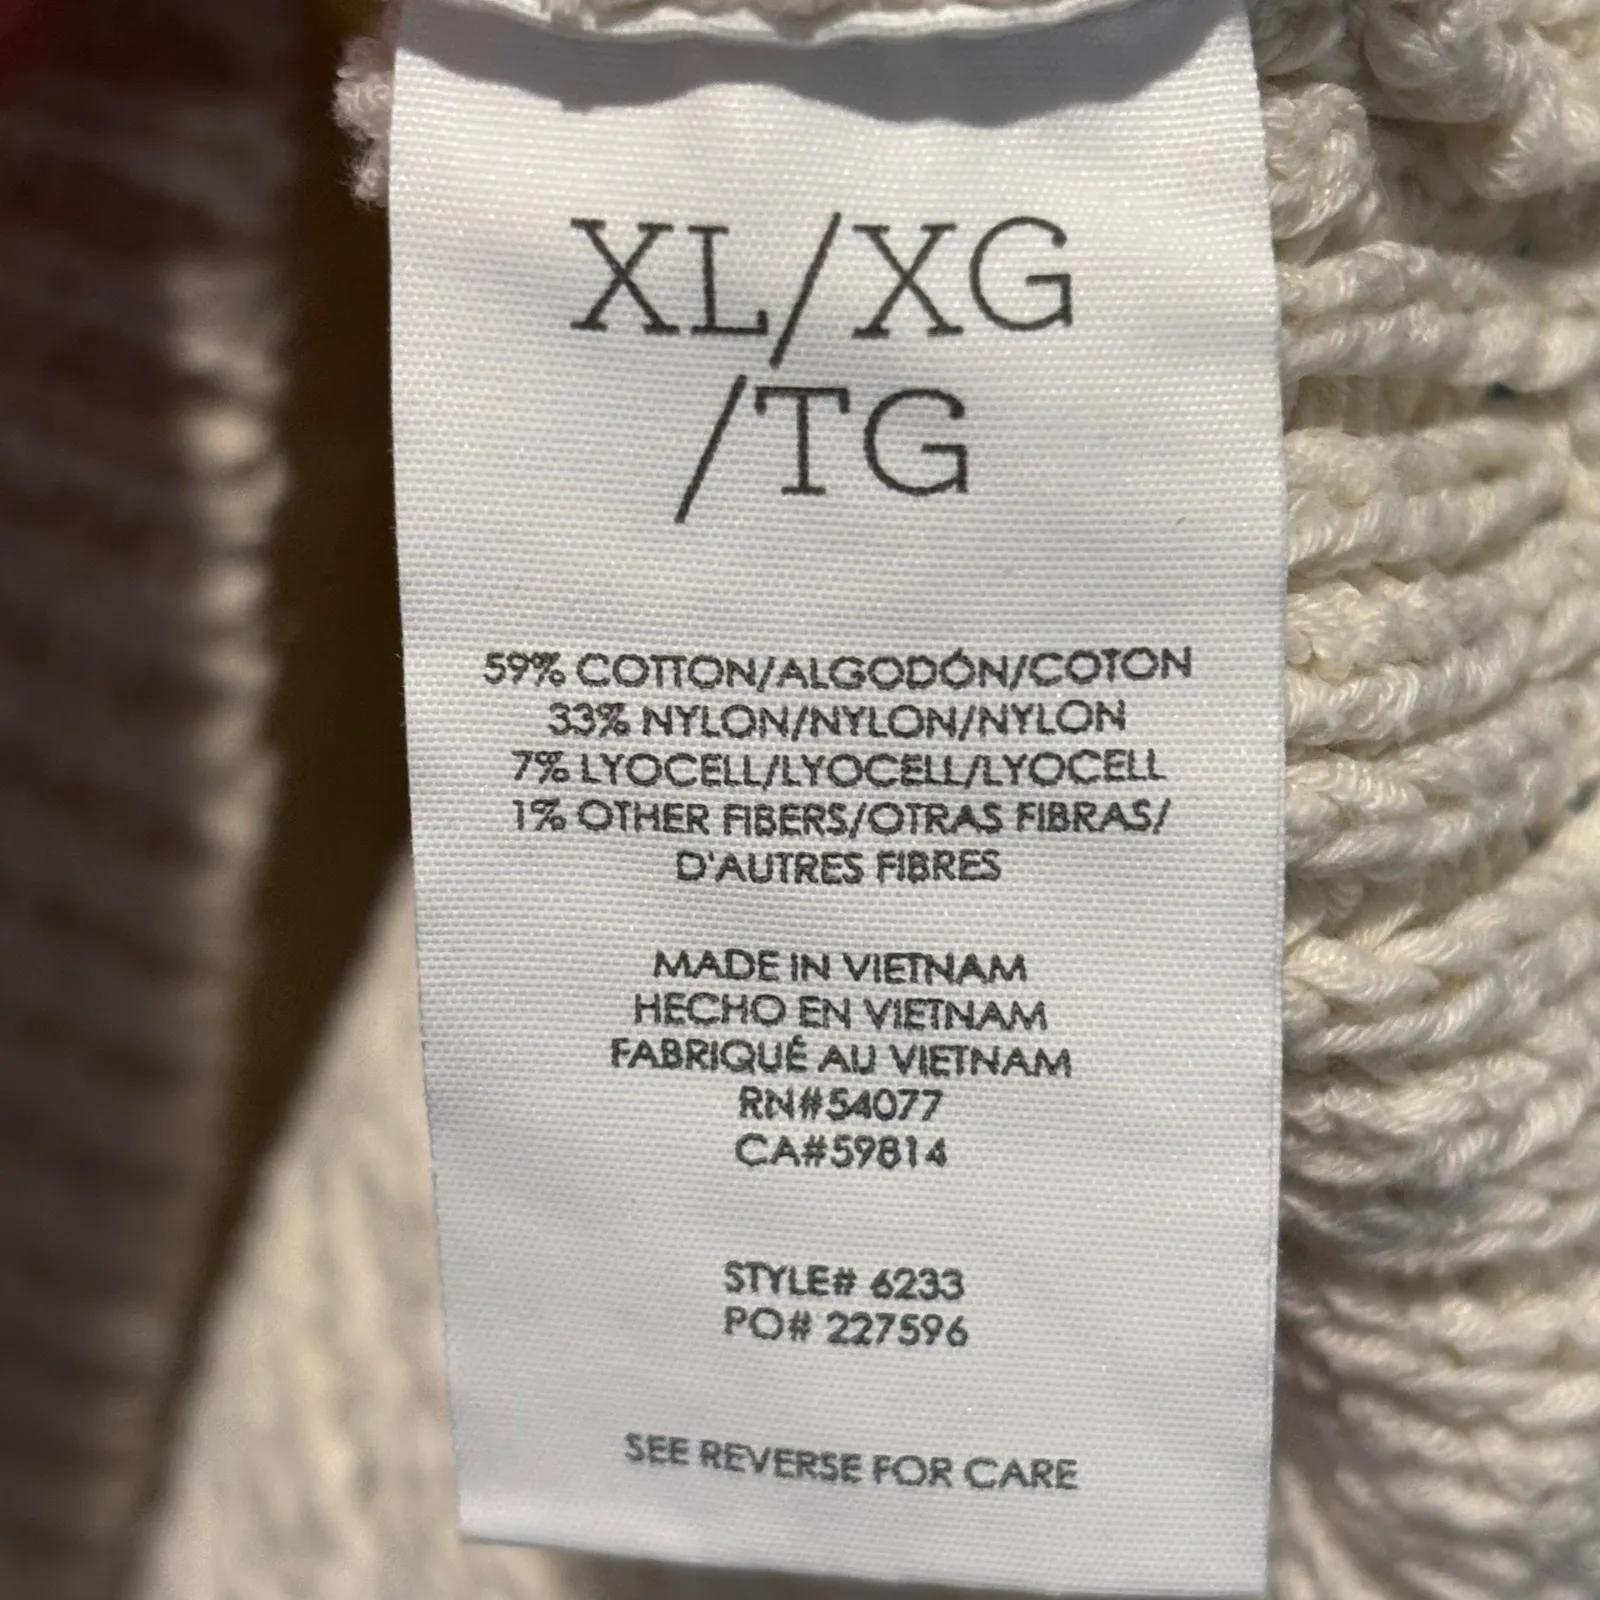 XL/XG
/TG
59% COTTON/ALGODÓN/COTON
33% NYLON/NYLON/NYLON
7% LYOCELL/LYOCELL/LYOCELL
1% OTHER FIBERS/OTRAS FIBRAS/
D'AUTRES FIBRES
MADE IN VIETNAM
HECHO EN VIETNAM
FABRIQUÉ AU VIETNAM
RN#54077
CA#59814
STYLE# 6233
PO# 227596
SEE REVERSE FOR CARE